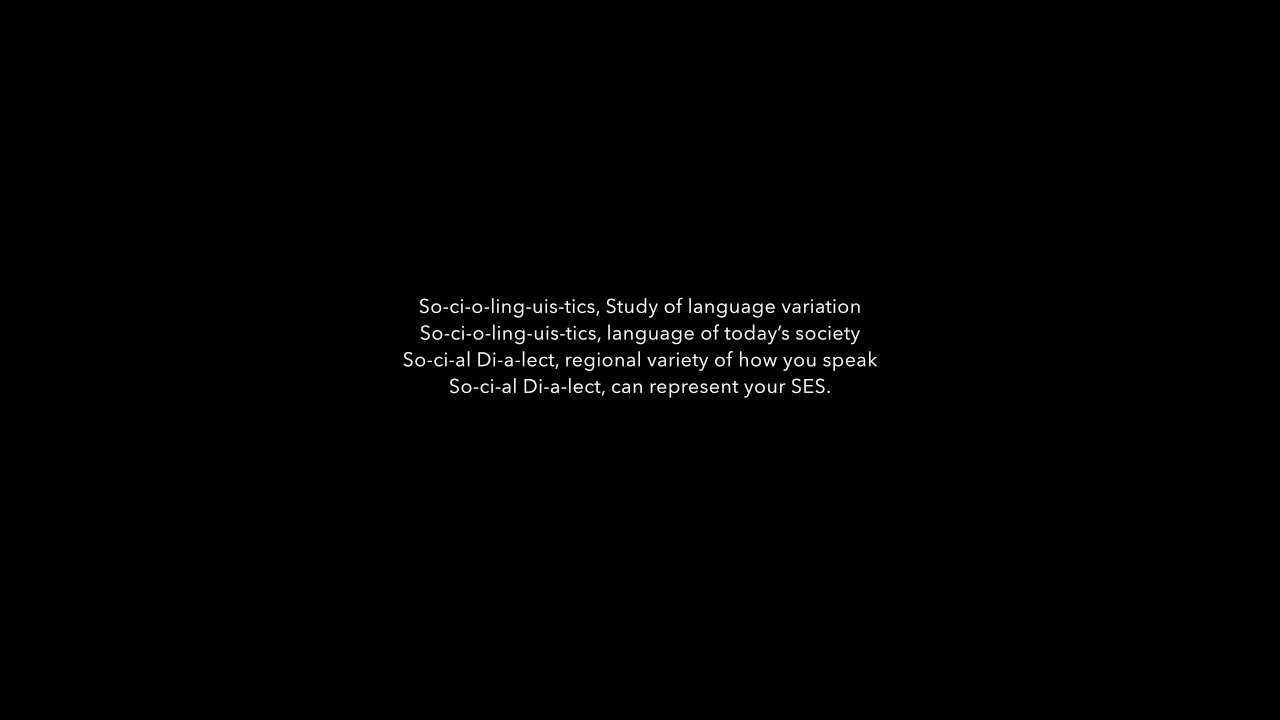 So-ci-o-ling-uis-tics, Study of language variation
So-ci-o-ling-uis-tics, language of today’s society
So-ci-al Di-a-lect, regional variety of how you speak
So-ci-al Di-a-lect, can represent your SES.